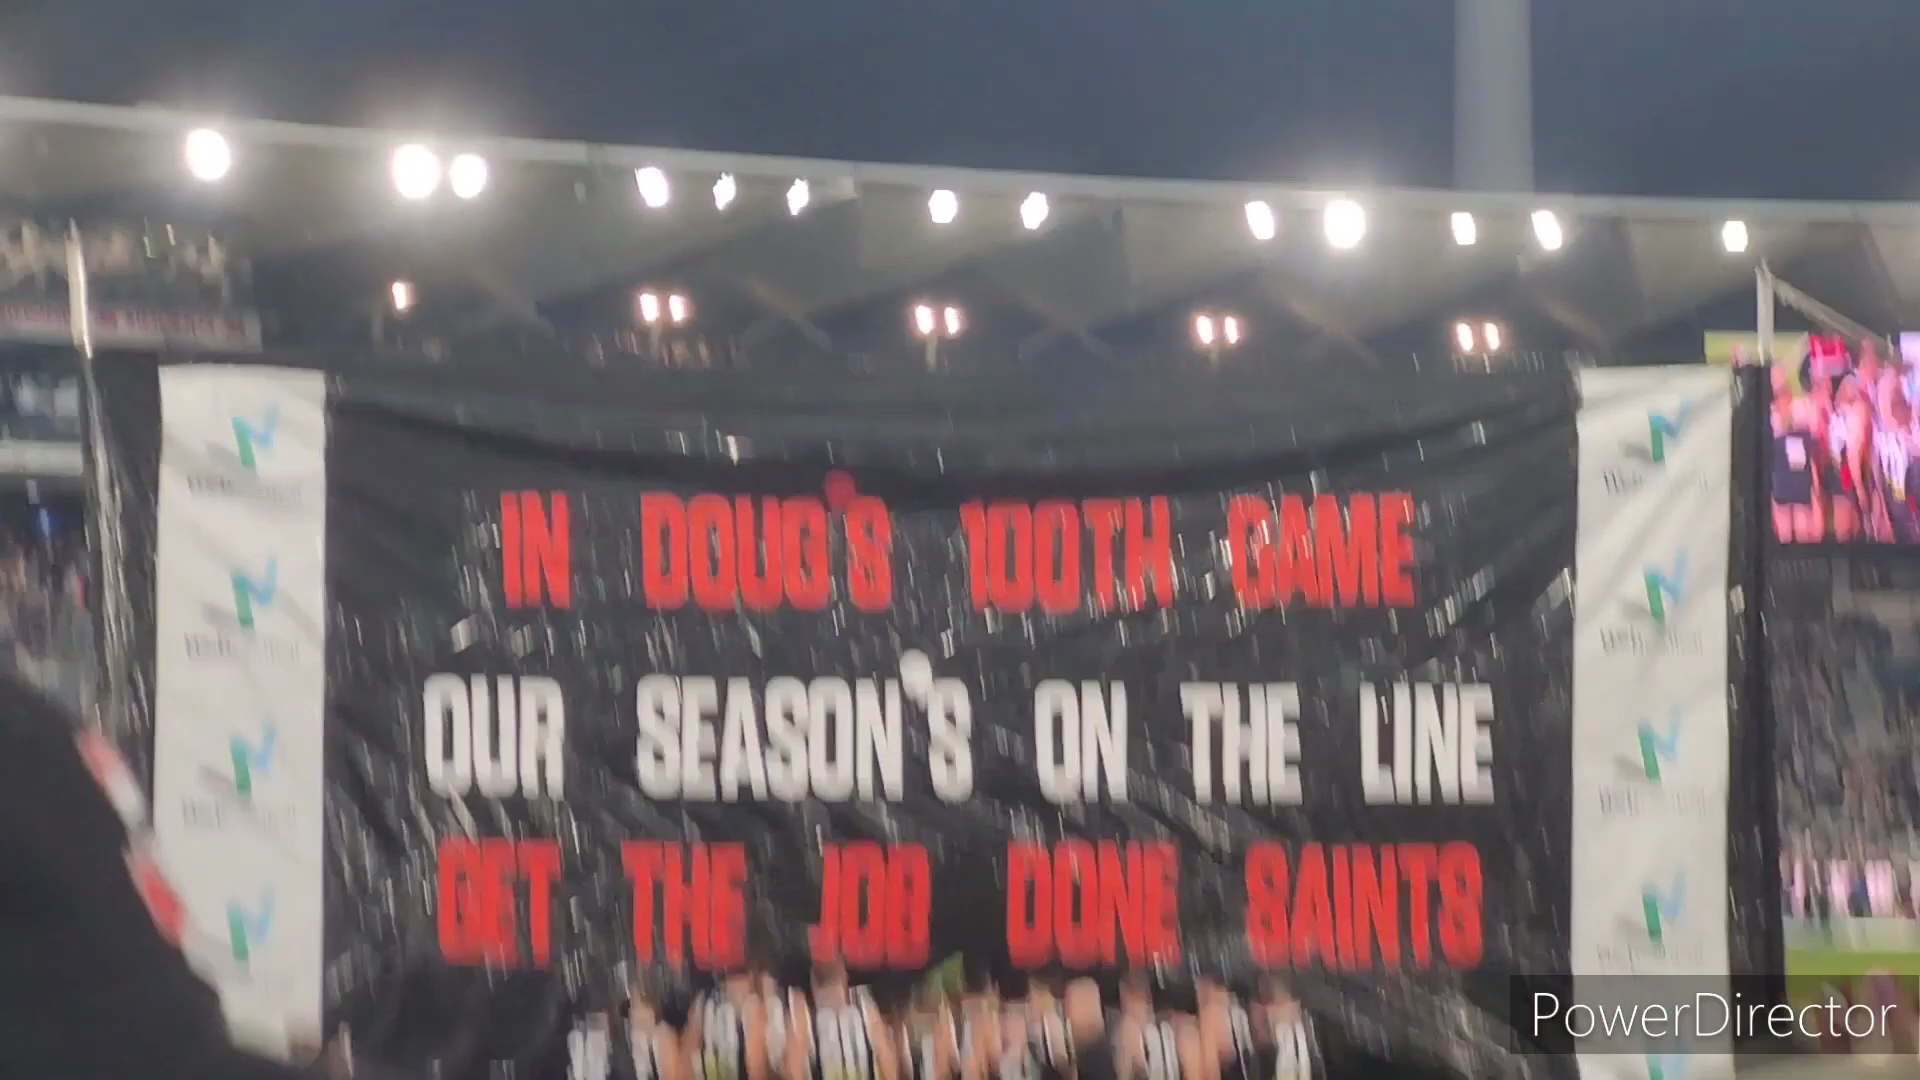 IN DOUG'S 100TH GAME
OUR SEASON'S ON THE LINE
GET THE JOB DONE SAINTS
PowerDirector